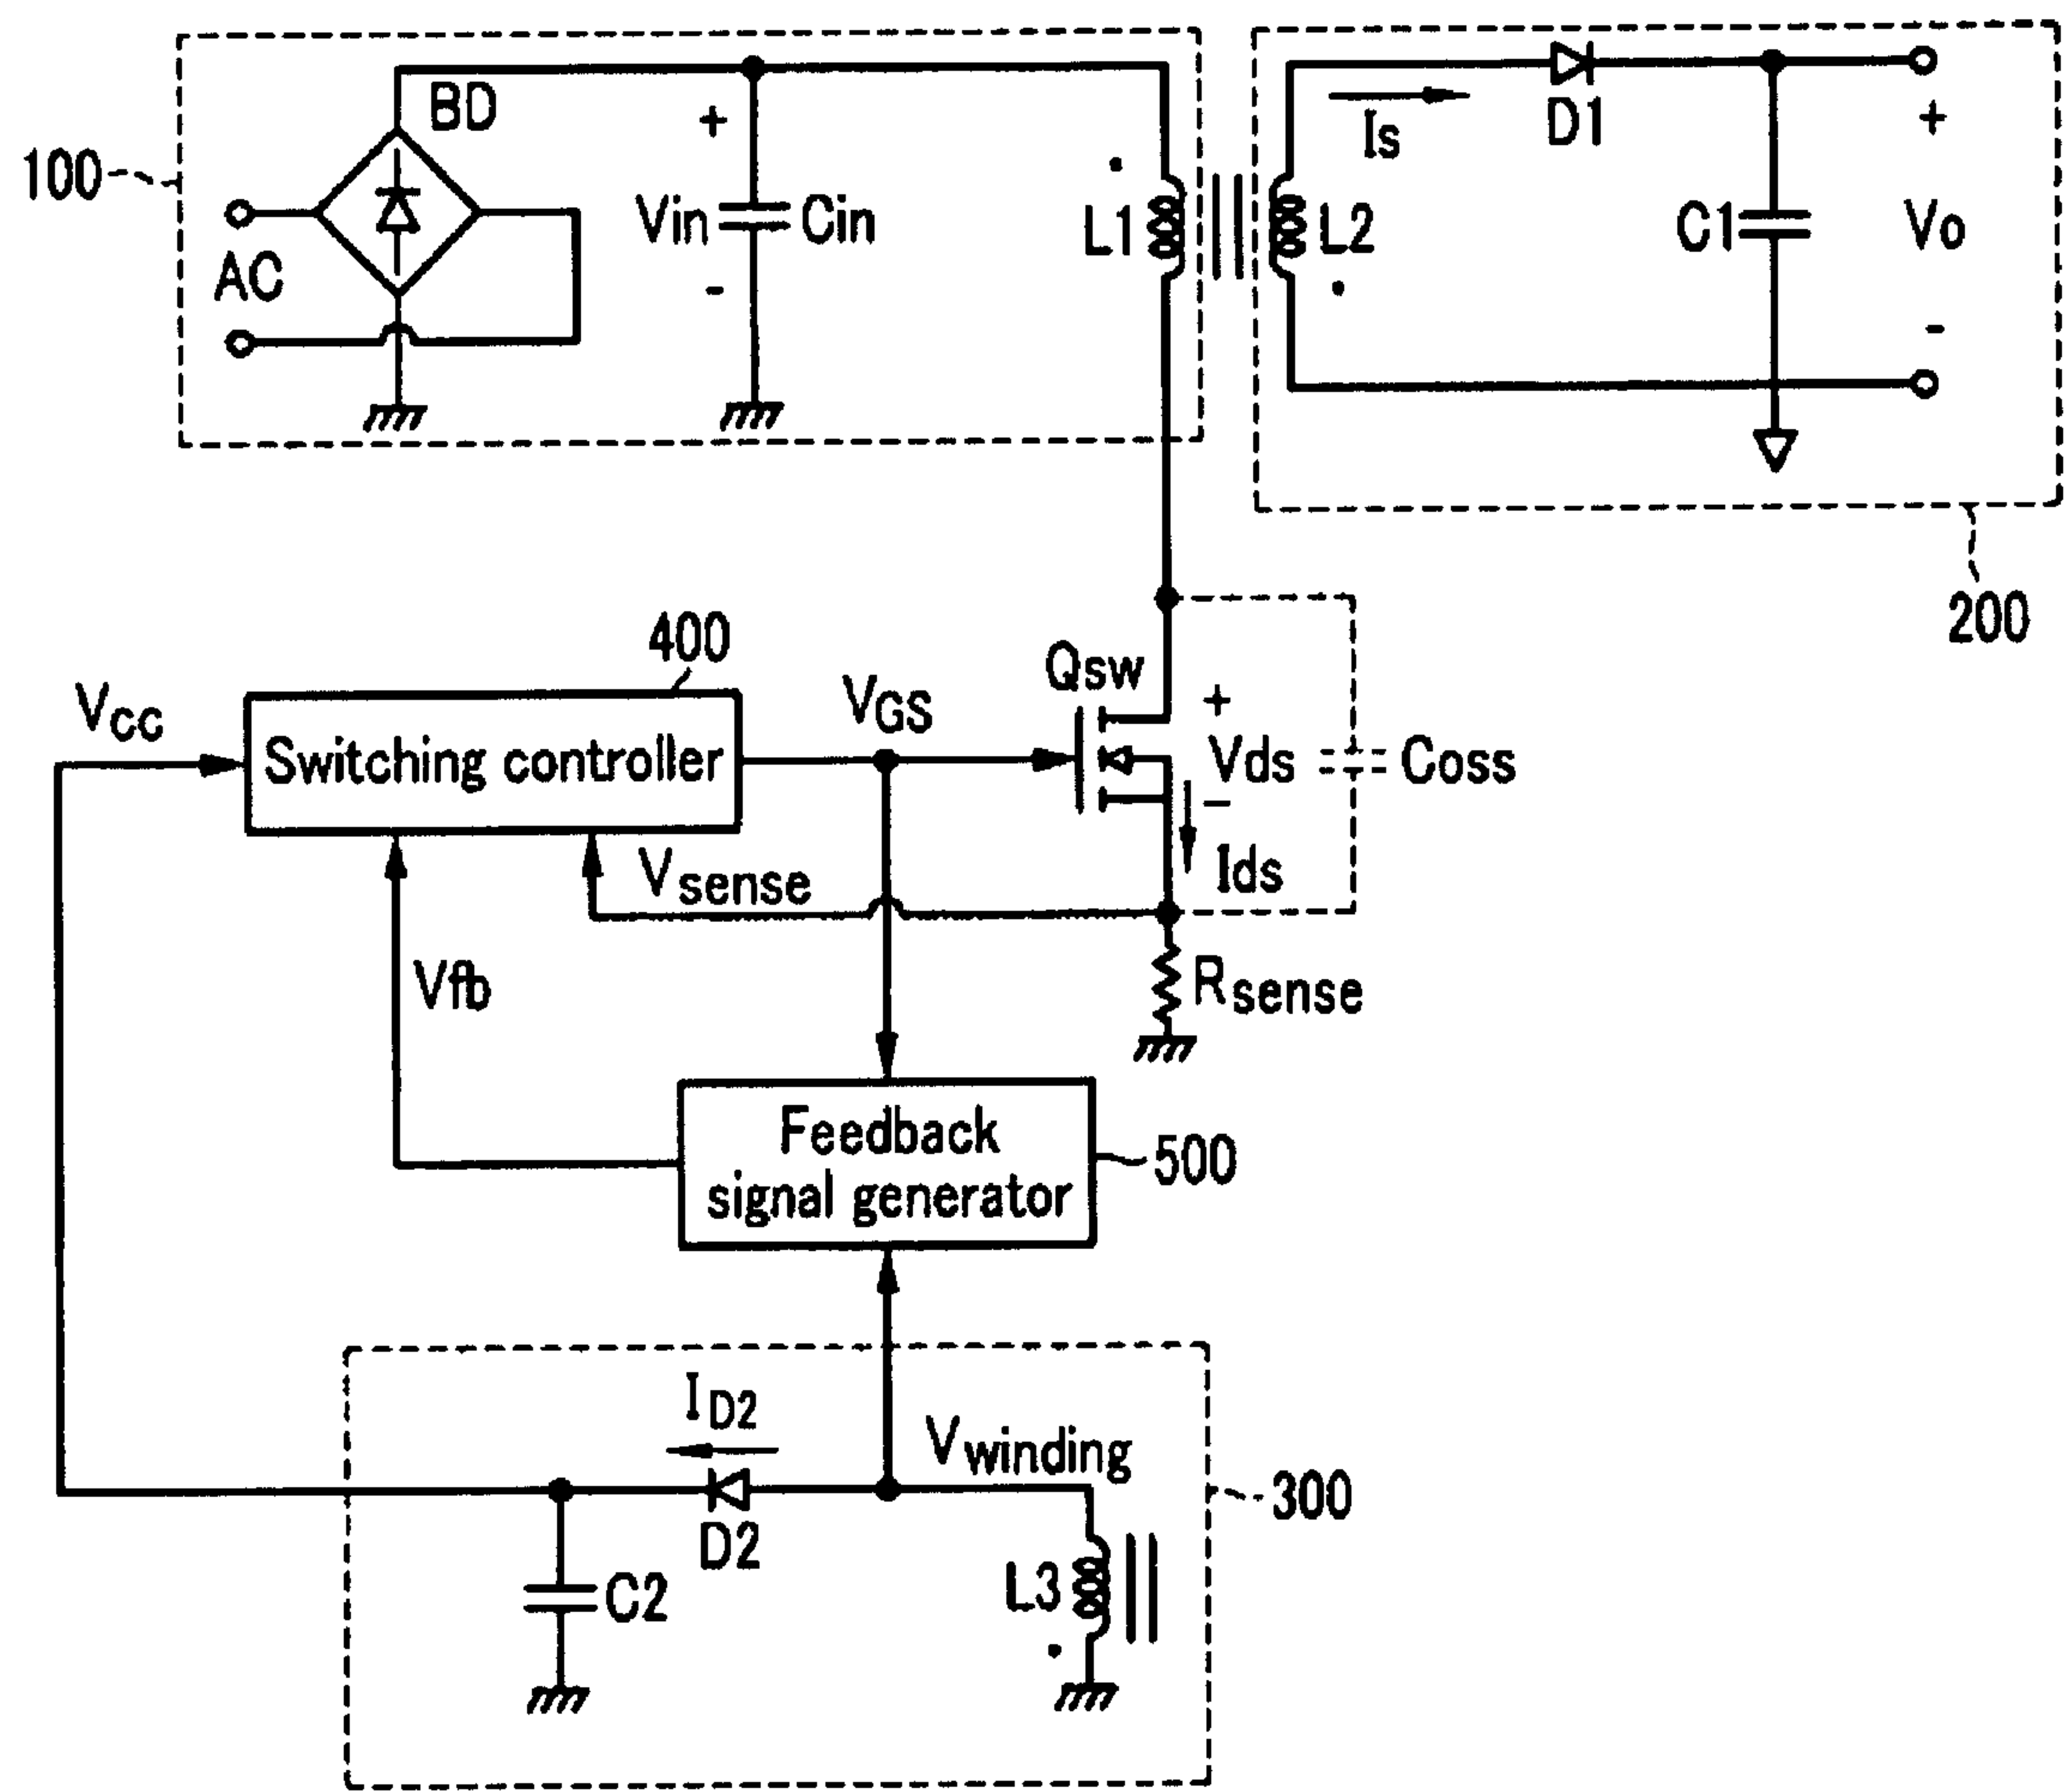 BD
100
+
+
Is
D1
Vin
Cin
L1
L2
C1
Vo
AC
-
-
200
400
Qsw
Vcc
VGS
+
Switching controller
Vds
Coss
-
Vsense
Ids
Vfb
Rsense
Feedback
signal generator
500
ID2
Vwinding
300
D2
L3
C2